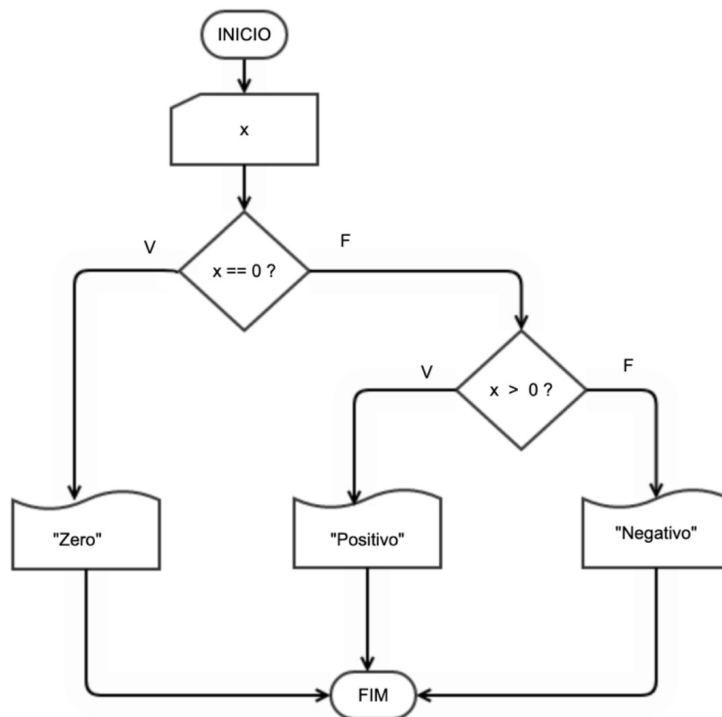 INICIO
x
V
F
x == 0 ?
V
F
x > 0 ?
"Zero"
"Positivo"
"Negativo"
FIM